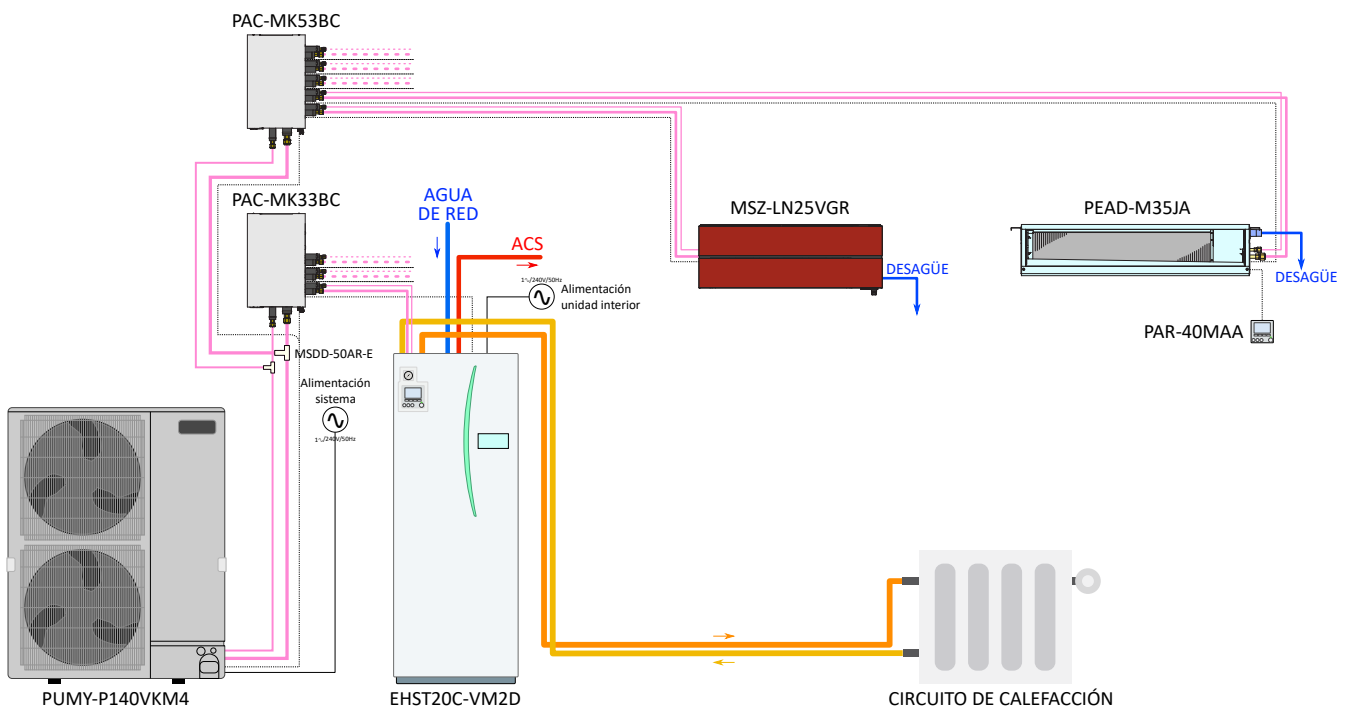 PAC-MK53BC
PAC-MK33BC
AGUA
DE RED
ACS
1∿/240V/50Hz
Alimentación
unidad interior
MSZ-LN25VGR
DESAGÜE
PEAD-M35JA
DESAGÜE
PAR-40MAA
MSDD-50AR-E
Alimentación
sistema
1∿/240V/50Hz
PUMY-P140VKM4
EHST20C-VM2D
CIRCUITO DE CALEFACCIÓN